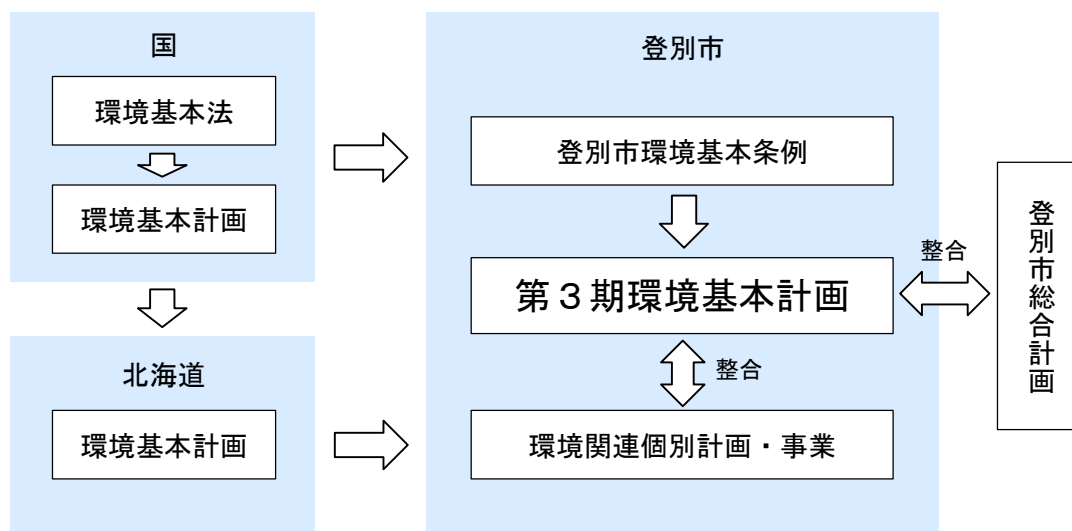 国
環境基本法
環境基本計画
北海道
環境基本計画
登別市
登別市環境基本条例
第３期環境基本計画
整合
環境関連個別計画・事業
整合
登別市総合計画